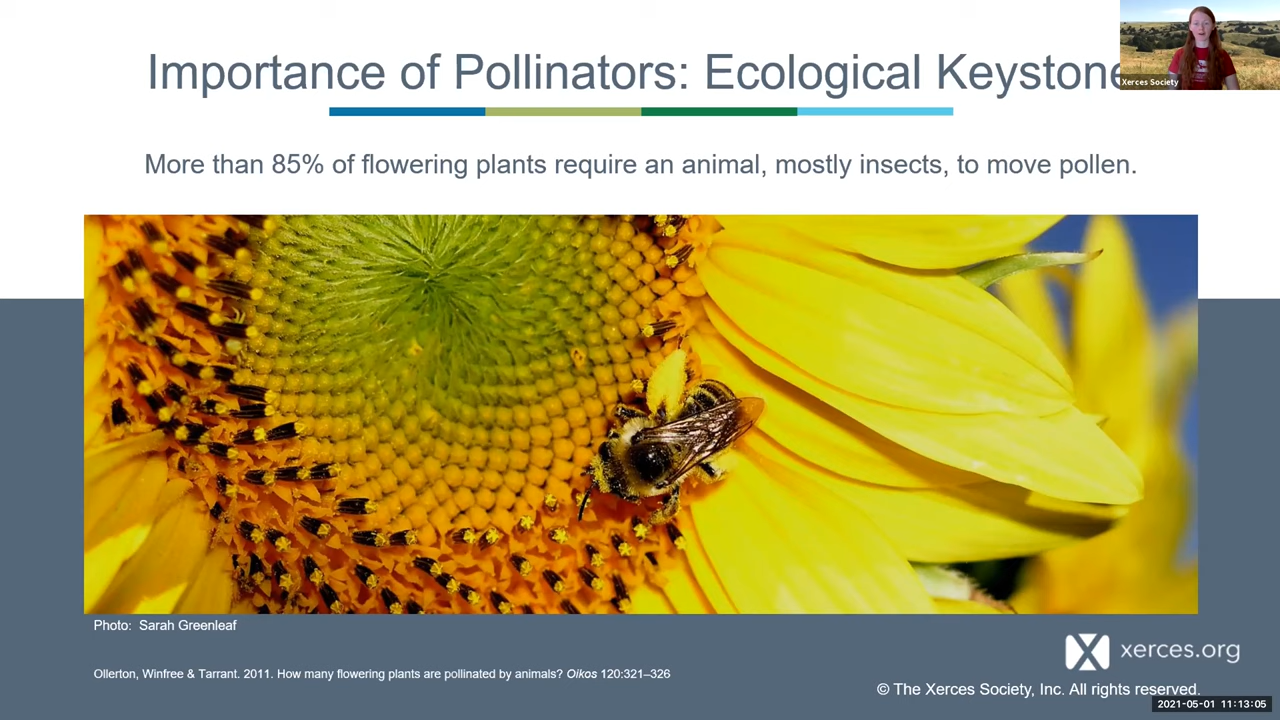 Importance of Pollinators: Ecological Keystone
Xerces Society
More than 85% of flowering plants require an animal, mostly insects, to move pollen.
Photo: Sarah Greenleaf
Ollerton, Winfree & Tarrant. 2011. How many flowering plants are pollinated by animals? Oikos 120:321–326
xerces.org
© The Xerces Society, Inc. All rights reserved.
2021-05-01 11:13:05